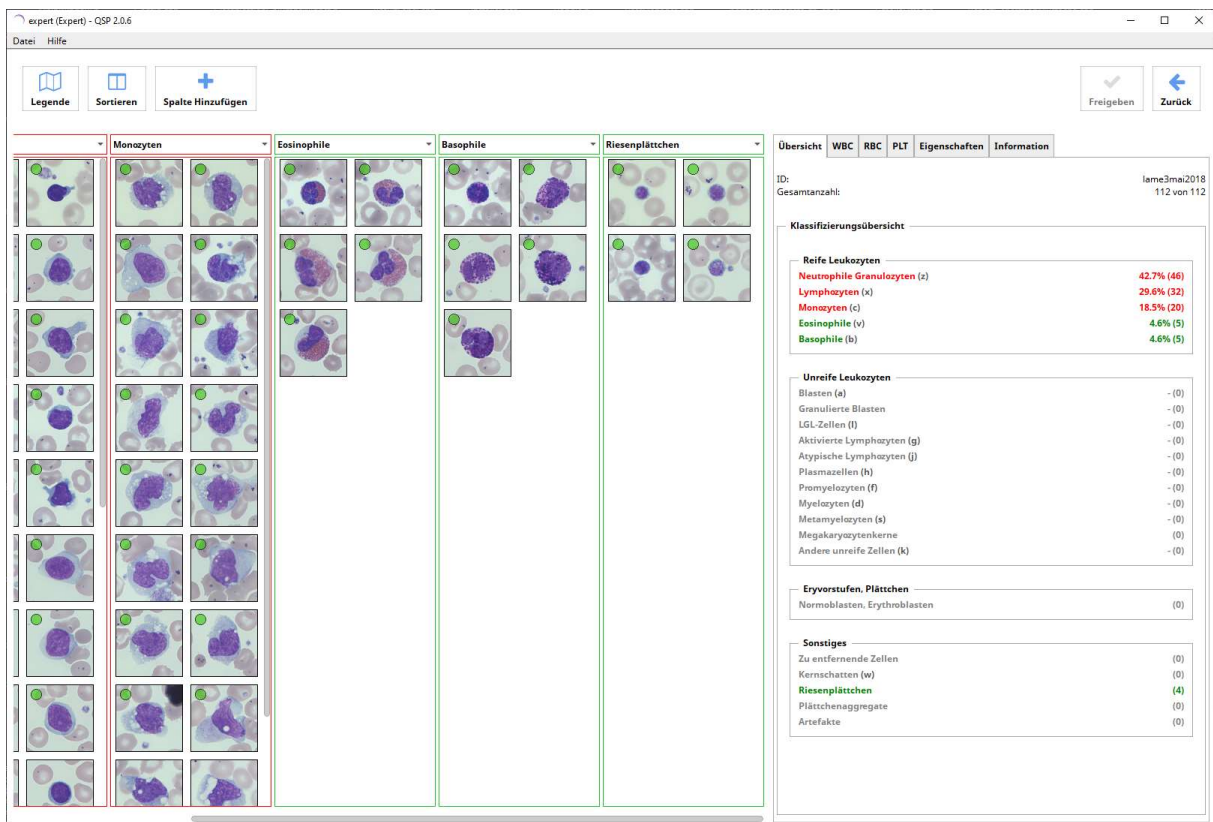 expert (Expert) - QSP 2.0.6
Datei Hilfe
Legende
Sortieren
Spalte Hinzufügen
Freigeben
Zurück
Monozyten
Eosinophile
Basophile
Riesenplättchen
Übersicht WBC RBC PLT Eigenschaften Information
ID: lame3mai2018
Gesamtanzahl: 112 von 112
Klassifizierungsübersicht
Reife Leukozyten
Neutrophile Granulozyten (z) 42.7% (46)
Lymphozyten (x) 29.6% (32)
Monozyten (c) 18.5% (20)
Eosinophile (v) 4.6% (5)
Basophile (b) 4.6% (5)
Unreife Leukozyten
Blasten (a) - (0)
Granulierte Blasten - (0)
LGL-Zellen (l) - (0)
Aktivierte Lymphozyten (g) - (0)
Atypische Lymphozyten (j) - (0)
Plasmazellen (h) - (0)
Promyelozyten (f) - (0)
Myelozyten (d) - (0)
Metamyelozyten (s) - (0)
Megakaryozytenkerne (0)
Andere unreife Zellen (k) - (0)
Eryvorstufen, Plättchen
Normoblasten, Erythroblasten (0)
Sonstiges
Zu entfernende Zellen (0)
Kernschatten (w) (0)
Riesenplättchen (4)
Plättchenaggregate (0)
Artefakte (0)